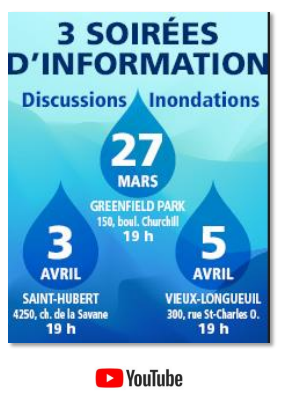 3 SOIRÉES
D'INFORMATION
Discussions Inondations
27
MARS
GREENFIELD PARK
150, boul. Churchill
19 h
3
AVRIL
SAINT-HUBERT
4250, ch. de la Savane
19 h
5
AVRIL
VIEUX-LONGUEUIL
300, rue St-Charles O.
19 h
YouTube